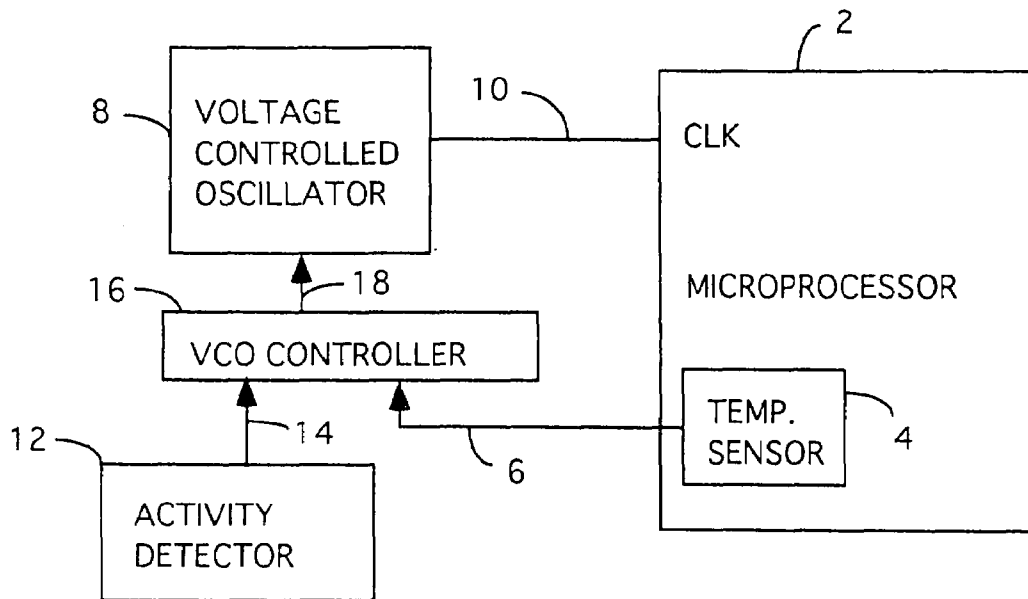 2
8
VOLTAGE
CONTROLLED
OSCILLATOR
10
CLK
MICROPROCESSOR
16
18
VCO CONTROLLER
TEMP.
SENSOR
4
12
14
6
ACTIVITY
DETECTOR